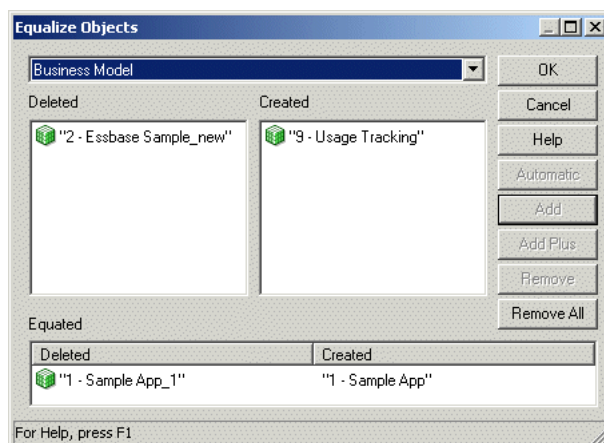 Equalize Objects
Business Model
OK
Deleted
Created
Cancel
"2 - Essbase Sample_new"
"9 - Usage Tracking"
Help
Automatic
Add
Add Plus
Remove
Remove All
Equated
Deleted
Created
"1 - Sample App_1"
"1 - Sample App"
For Help, press F1